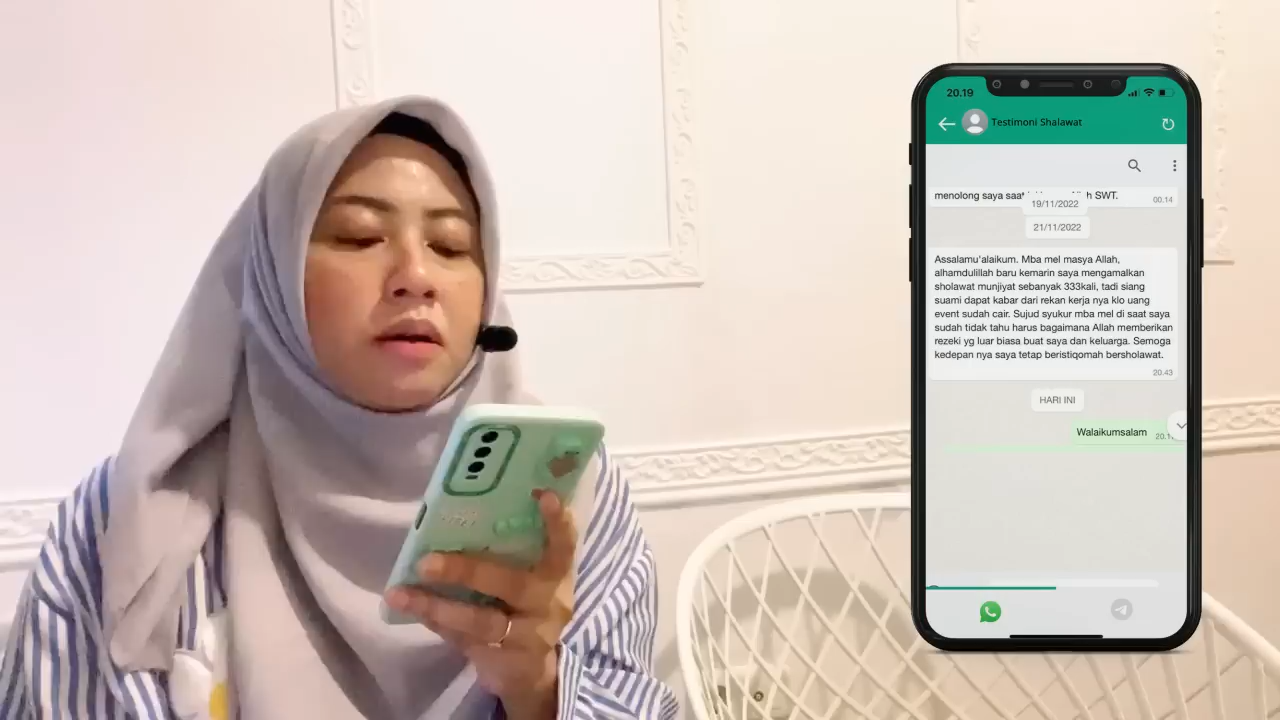 20.19
Testimoni Shalawat
menolong saya saat
h SWT.
00.14
19/11/2022
21/11/2022
Assalamu'alaikum. Mba mel masya Allah,
alhamdulillah baru kemarin saya mengamalkan
sholawat munjiyat sebanyak 333kali, tadi siang
suami dapat kabar dari rekan kerja nya klo uang
event sudah cair. Sujud syukur mba mel di saat saya
sudah tidak tahu harus bagaimana Allah memberikan
rezeki yg luar biasa buat saya dan keluarga. Semoga
kedepan nya saya tetap beristiqomah bersholawat.
20.43
HARI INI
Walaikumsalam